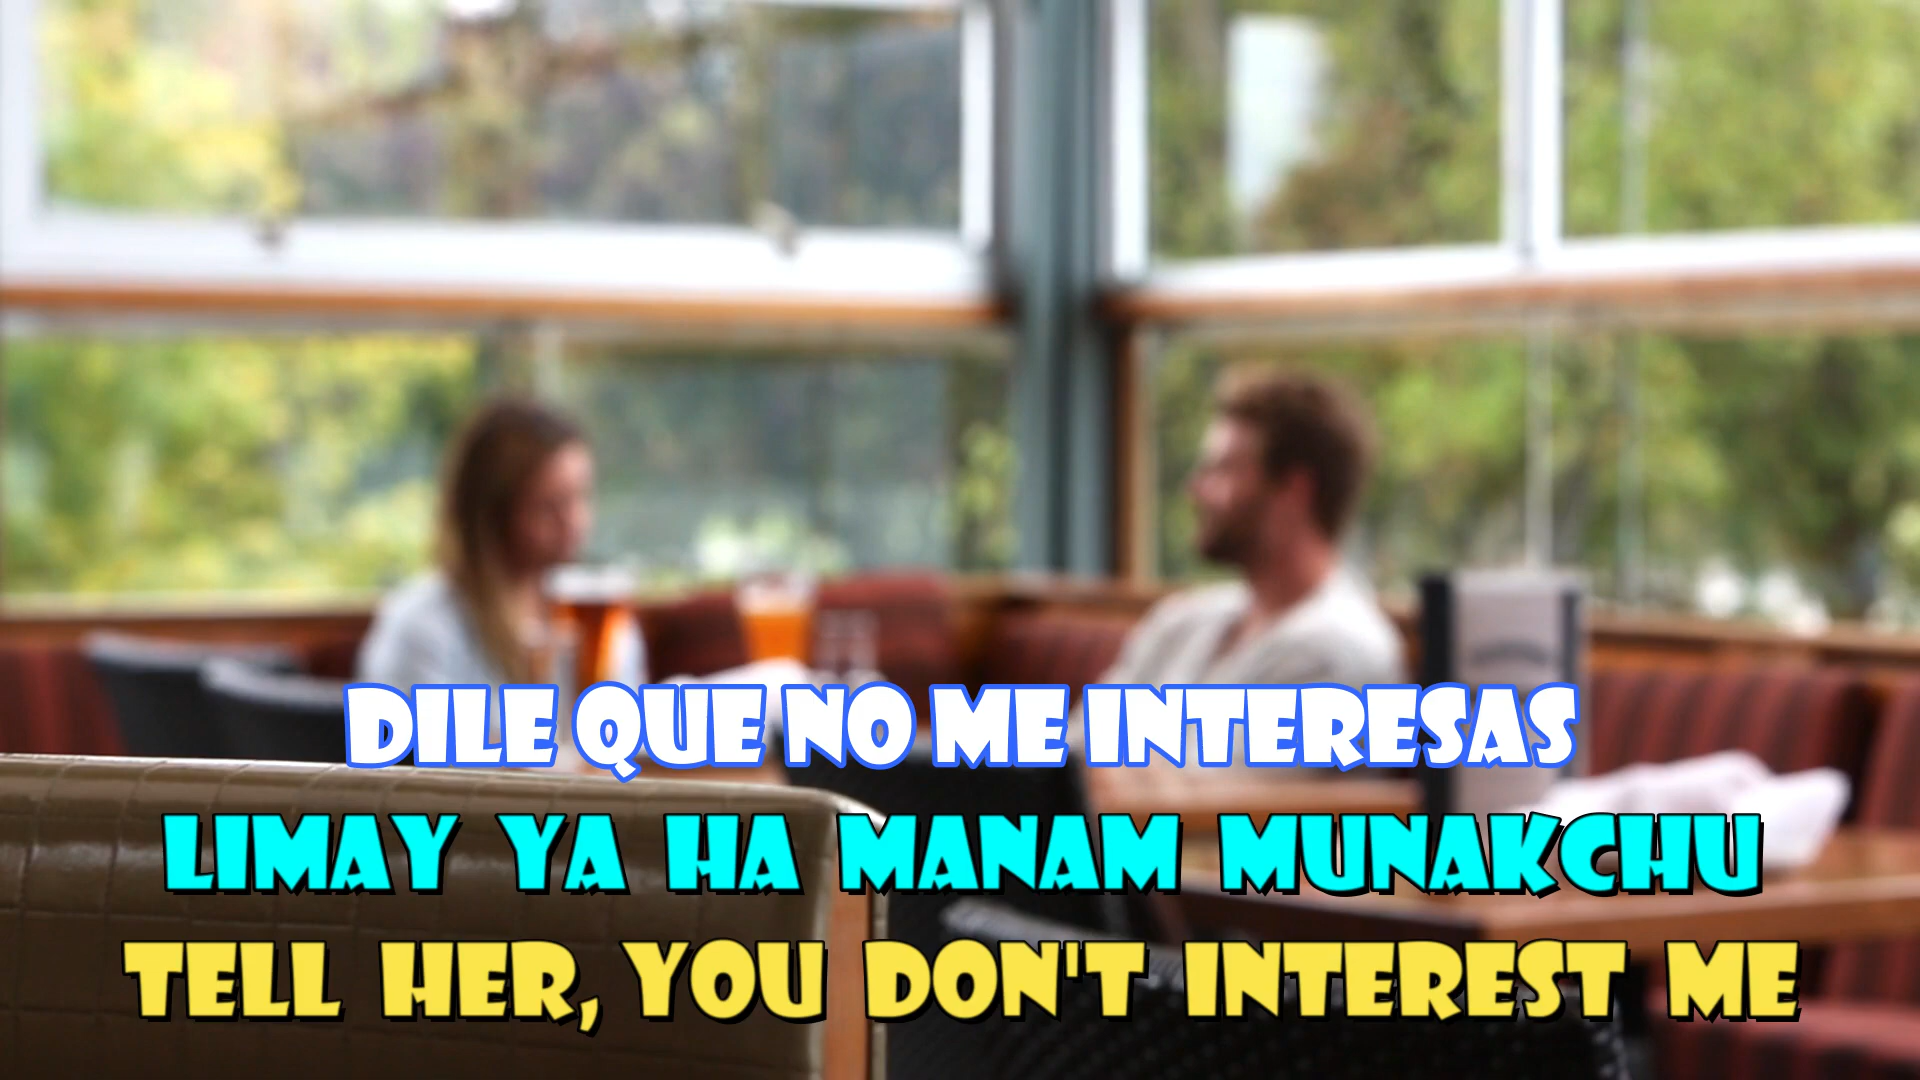 DILE QUE NO ME INTERESAS
LIMAY YA HA MANAM MUNAKCHU
TELL HER, YOU DON'T INTEREST ME